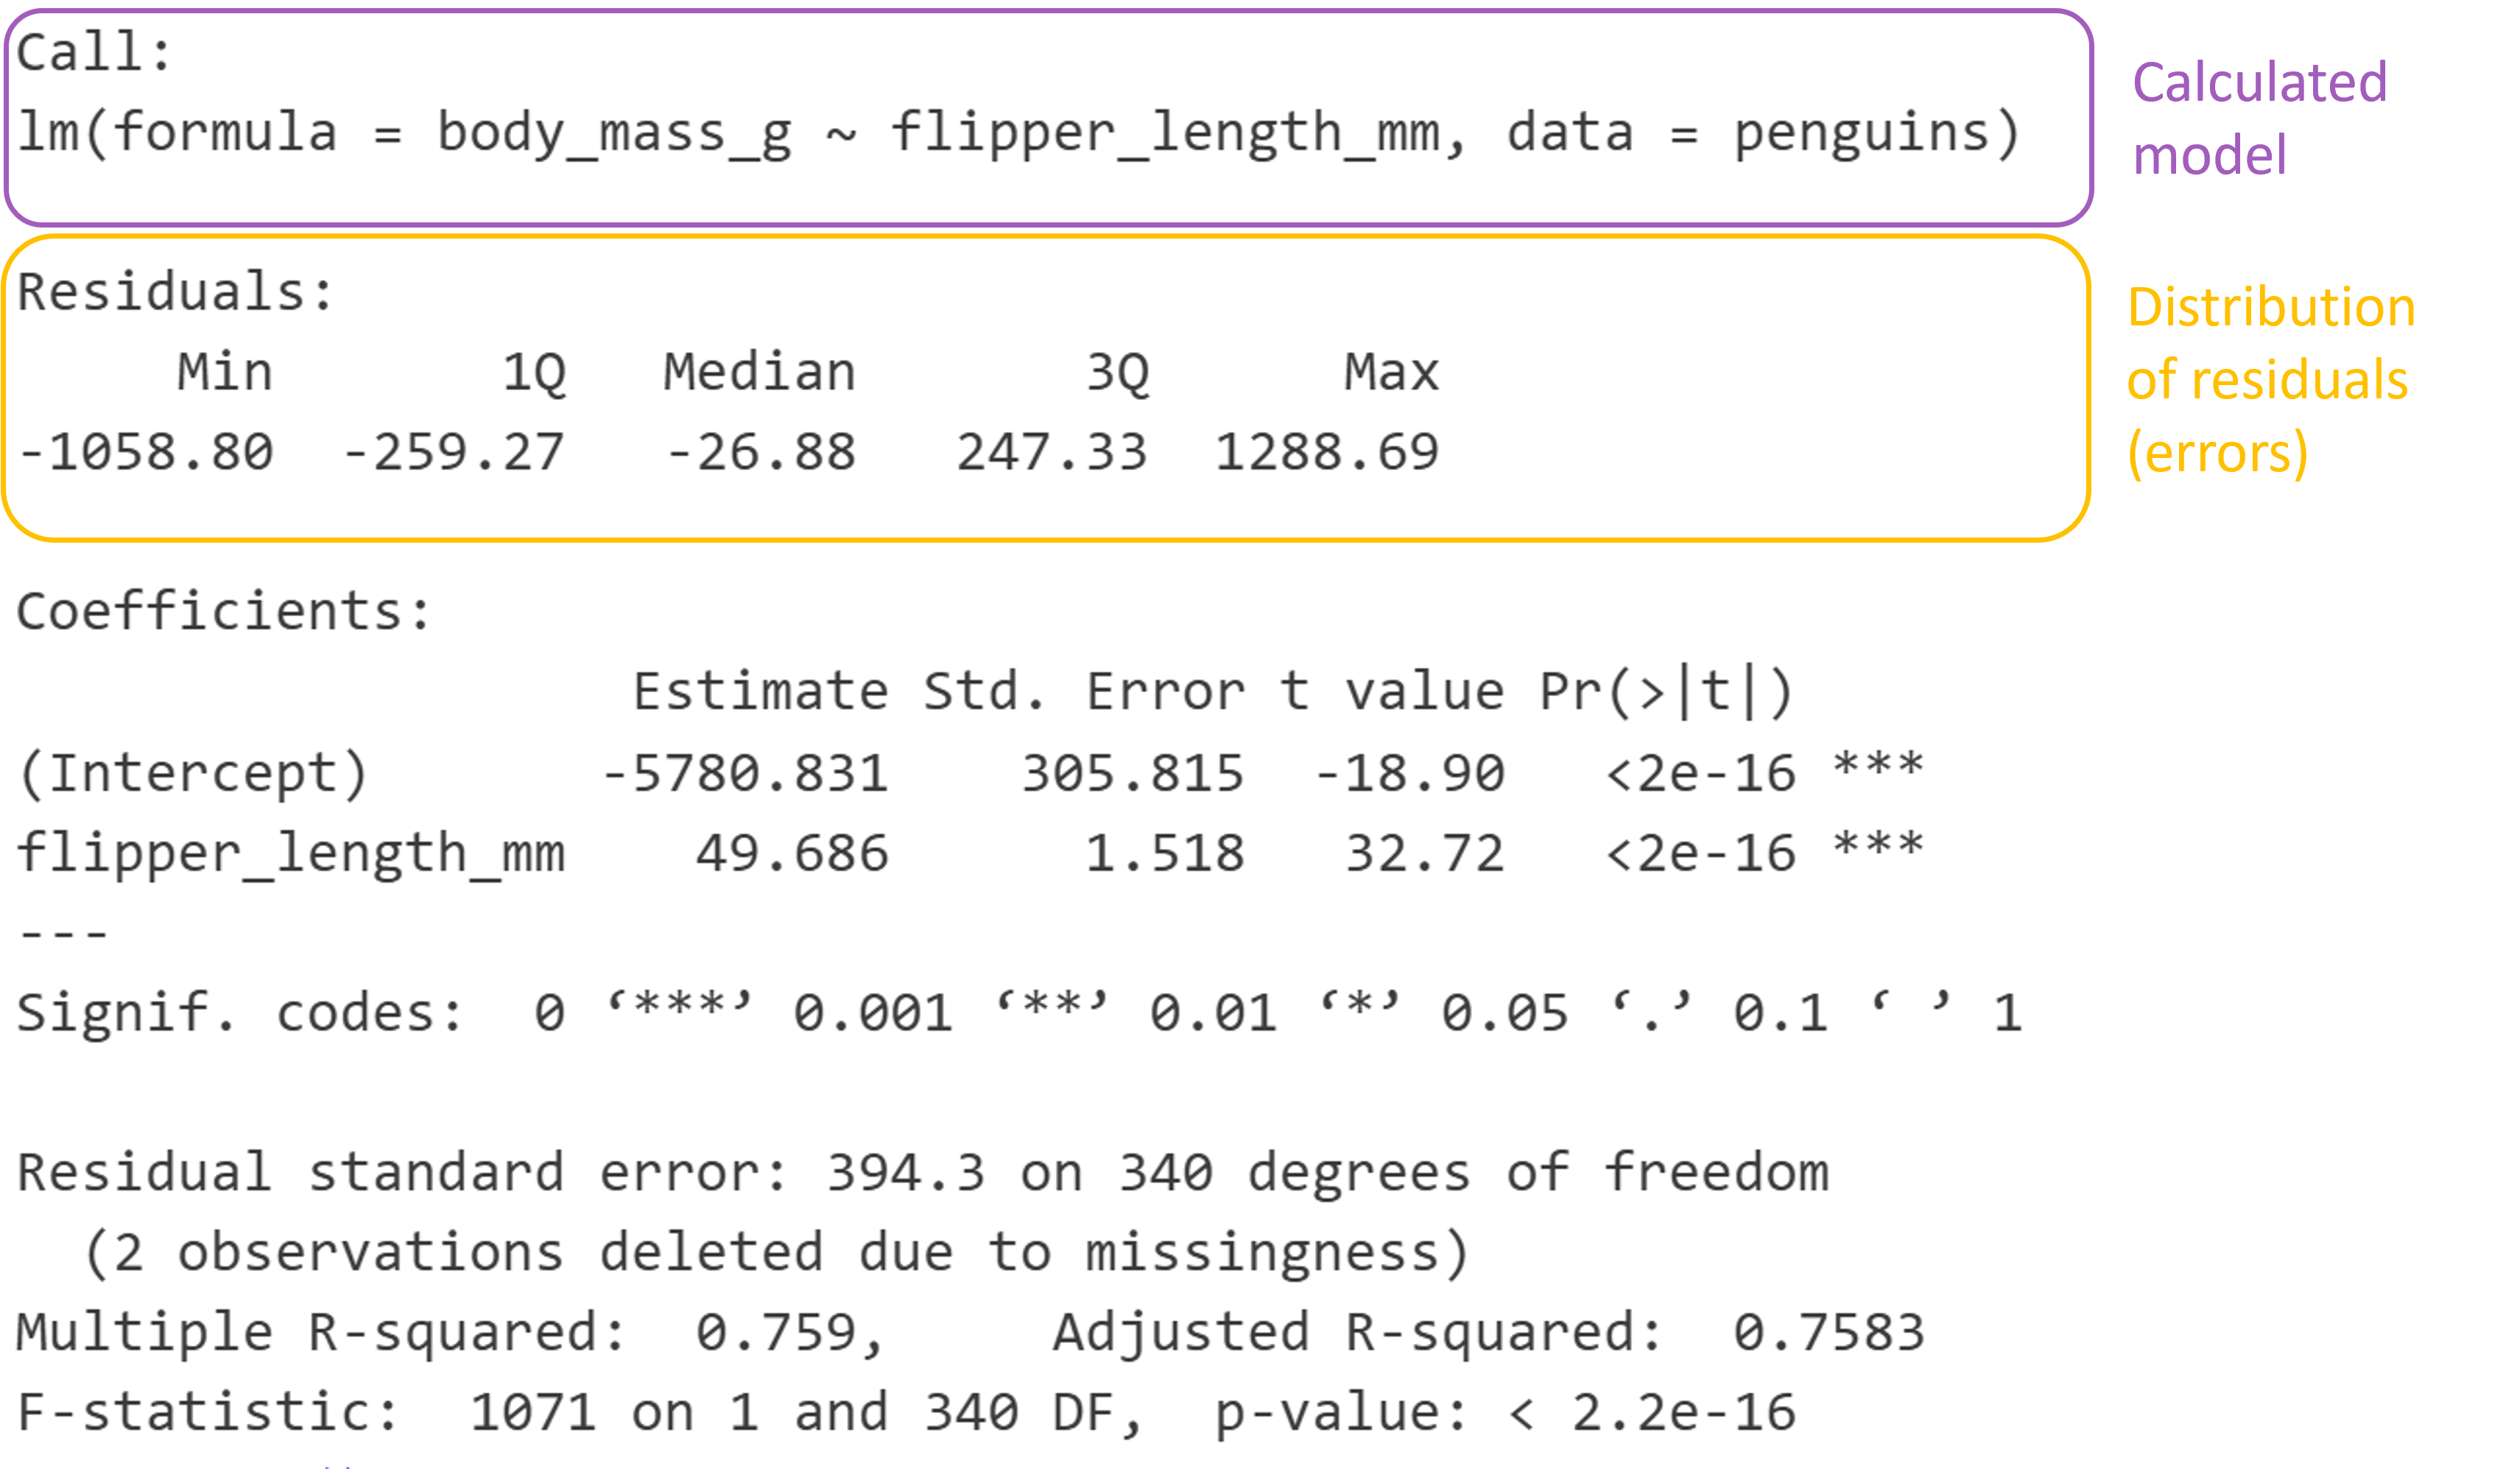 Call:
lm(formula = body_mass_g ~ flipper_length_mm, data = penguins)
Calculated
model
Residuals:
     Min       1Q   Median       3Q      Max
-1058.80  -259.27   -26.88   247.33  1288.69
Distribution
of residuals
(errors)
Coefficients:
                   Estimate Std. Error t value Pr(>|t|)
(Intercept)       -5780.831    305.815  -18.90   <2e-16 ***
flipper_length_mm    49.686      1.518   32.72   <2e-16 ***
---
Signif. codes:  0 ‘***’ 0.001 ‘**’ 0.01 ‘*’ 0.05 ‘.’ 0.1 ‘ ’ 1
Residual standard error: 394.3 on 340 degrees of freedom
  (2 observations deleted due to missingness)
Multiple R-squared:  0.759,     Adjusted R-squared:  0.7583
F-statistic:  1071 on 1 and 340 DF,  p-value: < 2.2e-16